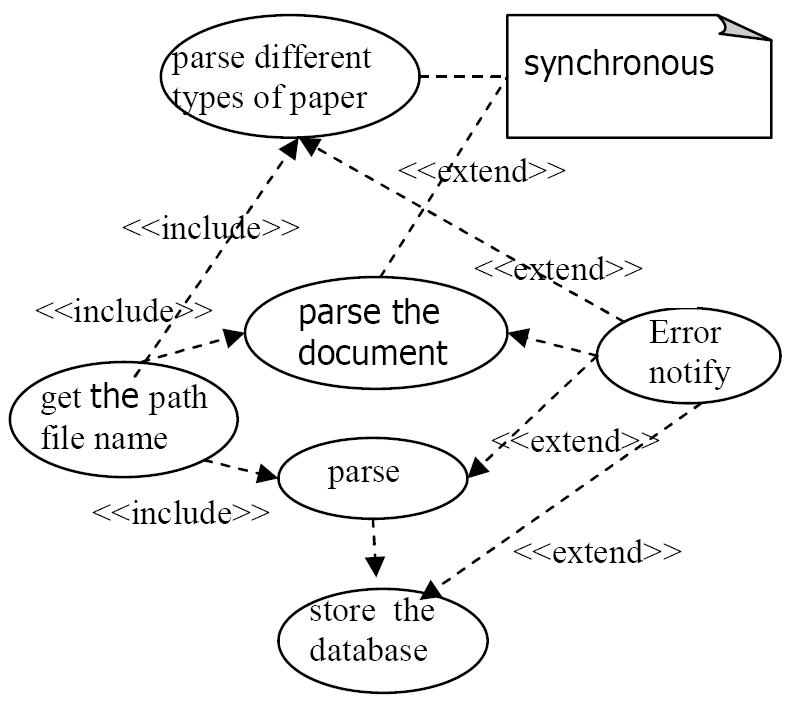 parse different
types of paper
synchronous
<<extend>>
<<include>>
<<extend>>
<<include>>
parse the
document
Error
notify
get the path
file name
<<extend>>
parse
<<include>>
<<extend>>
store the
database